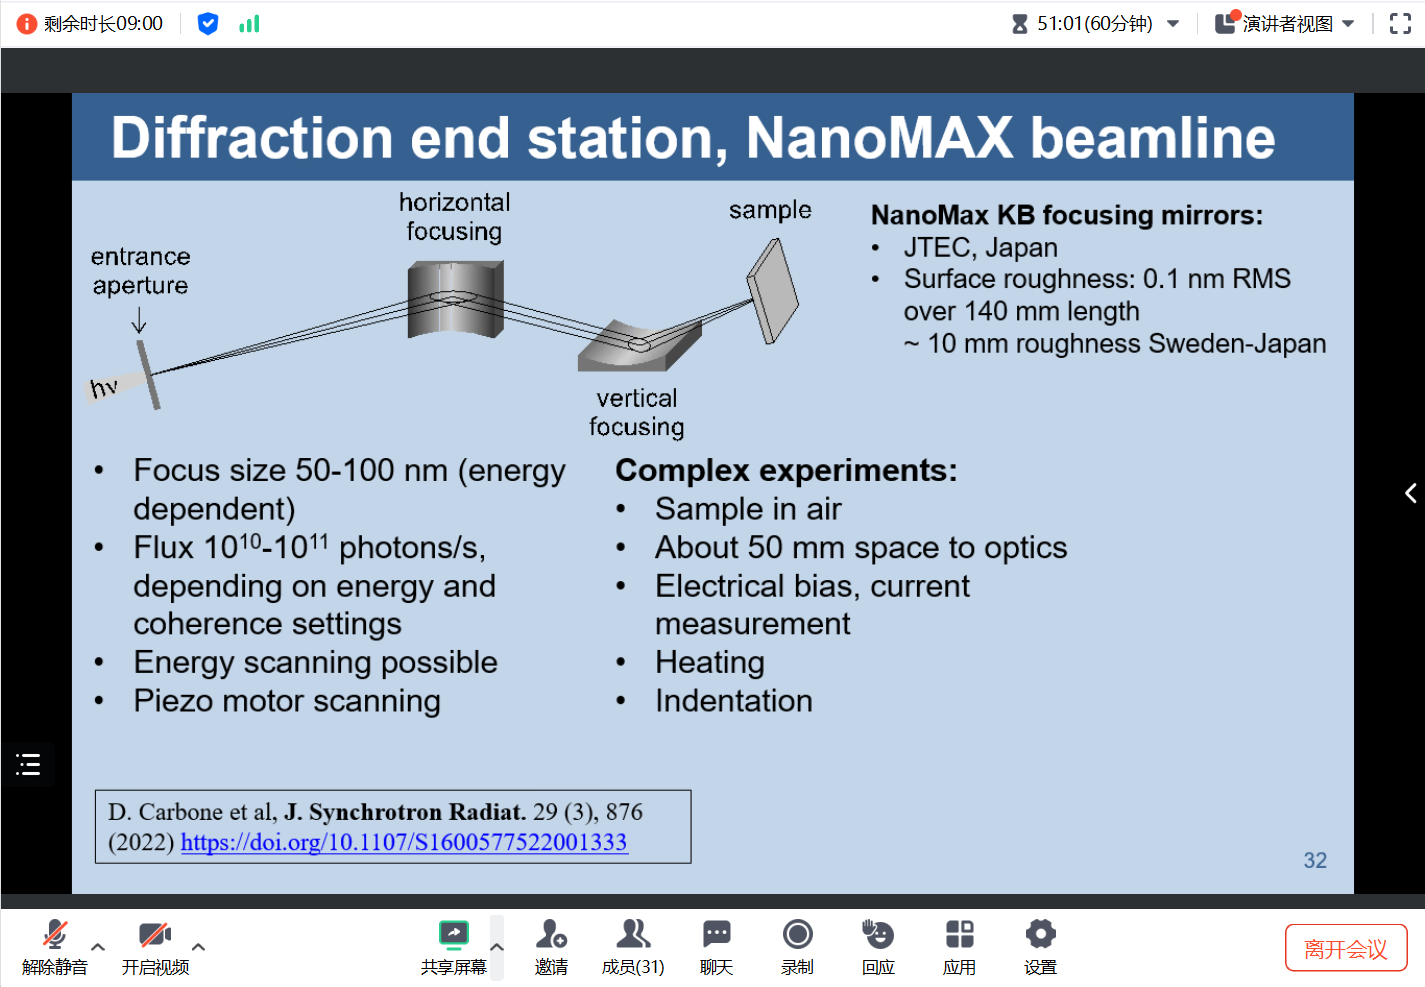 剩余时长09:00
51:01(60分钟)
演讲者视图
Diffraction end station, NanoMAX beamline
entrance
aperture
hν
horizontal
focusing
vertical
focusing
sample
NanoMax KB focusing mirrors:
• JTEC, Japan
• Surface roughness: 0.1 nm RMS
over 140 mm length
~ 10 mm roughness Sweden-Japan
• Focus size 50-100 nm (energy
dependent)
• Flux 10¹⁰-10¹¹ photons/s,
depending on energy and
coherence settings
• Energy scanning possible
• Piezo motor scanning
Complex experiments:
• Sample in air
• About 50 mm space to optics
• Electrical bias, current
measurement
• Heating
• Indentation
D. Carbone et al, J. Synchrotron Radiat. 29 (3), 876
(2022) https://doi.org/10.1107/S1600577522001333
32
解除静音
开启视频
共享屏幕
邀请
成员(31)
聊天
录制
回应
应用
设置
离开会议